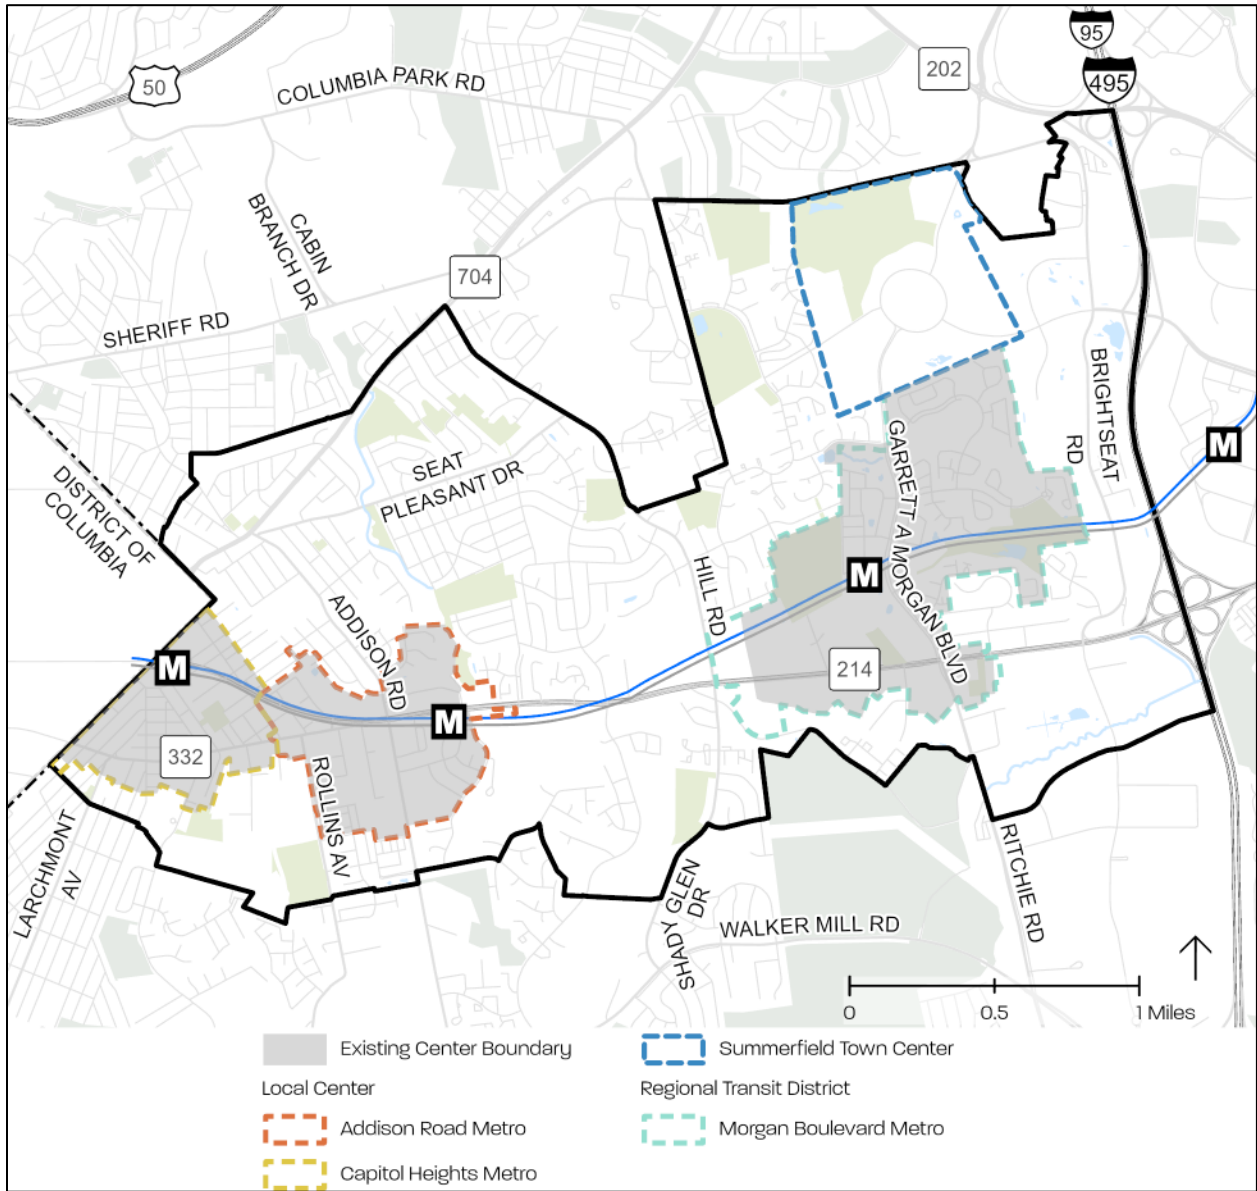 95
495
50
202
COLUMBIA PARK RD
CABIN
BRANCH DR
704
SHERIFF RD
BRIGHTSEAT
RD
SEAT
PLEASANT DR
DISTRICT OF
COLUMBIA
GARRETT A MORGAN BLVD
M
HILL RD
M
ADDISON RD
M
214
M
332
ROLLINS AV
LARCHMONT
AV
SHADY GLEN
DR
RITCHIE RD
WALKER MILL RD
0 0.5 1 Miles
Existing Center Boundary
Summerfield Town Center
Local Center
Regional Transit District
Addison Road Metro
Morgan Boulevard Metro
Capitol Heights Metro